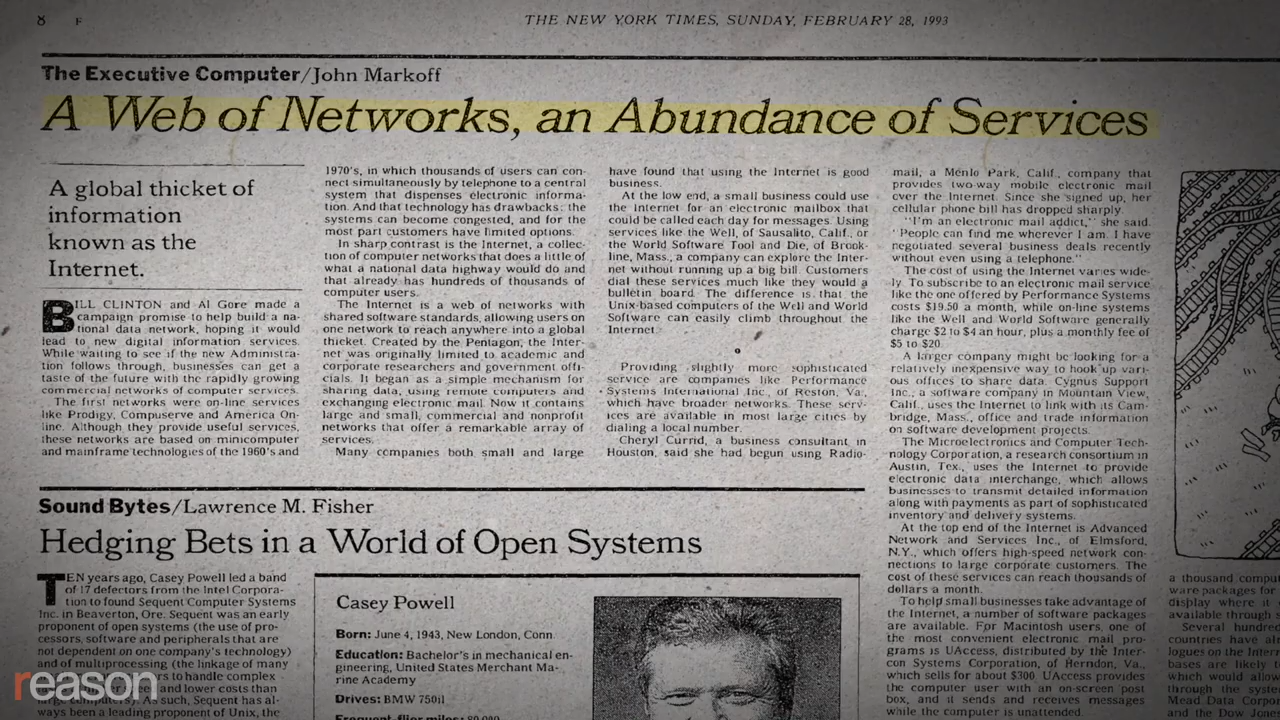 8 F
THE NEW YORK TIMES, SUNDAY, FEBRUARY 28, 1993
The Executive Computer/John Markoff
A Web of Networks, an Abundance of Services
A global thicket of
information
known as the
Internet.
BILL CLINTON and Al Gore made a
campaign promise to help build a na-
tional data network, hoping it would
lead to new digital information services.
While waiting to see if the new Administra-
tion follows through, businesses can get a
taste of the future with the rapidly growing
commercial networks of computer services.
The first networks were on-line services
like Prodigy, Compuserve and America On-
line. Although they provide useful services,
these networks are based on minicomputer
and mainframe technologies of the 1960's and
1970's, in which thousands of users can con-
nect simultaneously by telephone to a central
system that dispenses electronic informa-
tion. And that technology has drawbacks: the
systems can become congested, and for the
most part customers have limited options.
In sharp contrast is the Internet, a collec-
tion of computer networks that does a little of
what a national data highway would do and
that already has hundreds of thousands of
computer users.
The Internet is a web of networks with
shared software standards, allowing users on
one network to reach anywhere into a global
thicket. Created by the Pentagon, the Inter-
net was originally limited to academic and
corporate researchers and government offi-
cials. It began as a simple mechanism for
sharing data, using remote computers and
exchanging electronic mail. Now it contains
large and small, commercial and nonprofit
networks that offer a remarkable array of
services.
Many companies both small and large
have found that using the Internet is good
business.
At the low end, a small business could use
the Internet for an electronic mailbox that
could be called each day for messages. Using
services like the Well, of Sausalito, Calif., or
the World Software Tool and Die, of Brook-
line, Mass., a company can explore the Inter-
net without running up a big bill. Customers
dial these services much like they would a
bulletin board. The difference is that the
Unix-based computers of the Well and World
Software can easily climb throughout the
Internet.
Providing slightly more sophisticated
service are companies like Performance
Systems International Inc., of Reston, Va.,
which have broader networks. These serv-
ices are available in most large cities by
dialing a local number.
Cheryl Currid, a business consultant in
Houston, said she had begun using Radio-
mail, a Menlo Park, Calif., company that
provides two-way mobile electronic mail
over the Internet. Since she signed up, her
cellular phone bill has dropped sharply.
"I'm an electronic mail addict," she said.
"People can find me wherever I am. I have
negotiated several business deals recently
without even using a telephone."
The cost of using the Internet varies wide-
ly. To subscribe to an electronic mail service
like the one offered by Performance Systems
costs $19.50 a month, while on-line systems
like the Well and World Software generally
charge $2 to $4 an hour, plus a monthly fee of
$5 to $20.
A larger company might be looking for a
relatively inexpensive way to hook up vari-
ous offices to share data. Cygnus Support
Inc., a software company in Mountain View,
Calif., uses the Internet to link with its Cam-
bridge, Mass., office and trade information
on software development projects.
The Microelectronics and Computer Tech-
nology Corporation, a research consortium in
Austin, Tex., uses the Internet to provide
electronic data interchange, which allows
businesses to transmit detailed information
along with payments as part of sophisticated
inventory and delivery systems.
At the top end of the Internet is Advanced
Network and Services Inc., of Elmsford,
N.Y., which offers high-speed network con-
nections to large corporate customers. The
cost of these services can reach thousands of
dollars a month.
To help small businesses take advantage of
the Internet, a number of software packages
are available. For Macintosh users, one of
the most convenient electronic mail pro-
grams is UAccess, distributed by the Inter-
con Systems Corporation, of Herndon, Va.,
which sells for about $300. UAccess provides
the computer user with an on-screen post
box, and it sends and receives messages
while the computer is unattended.
a thousand compu
ware packages for
display where it
available through s
Several hundred
countries have al
logues on the Inter
bases are likely t
which would allow
through the syste
Mead Data Corpor
and the Dow Jones
Sound Bytes/Lawrence M. Fisher
Hedging Bets in a World of Open Systems
TEN years ago, Casey Powell led a band
of 17 defectors from the Intel Corpora-
tion to found Sequent Computer Systems
Inc. in Beaverton, Ore. Sequent was an early
proponent of open systems (the use of pro-
cessors, software and peripherals that are
not dependent on one company's technology)
and of multiprocessing (the linkage of many
rs to handle complex
and lower costs than
large computers). As such, Sequent has al-
ways been a leading proponent of Unix, the
Casey Powell
Born: June 4, 1943, New London, Conn
Education: Bachelor's in mechanical en-
gineering, United States Merchant Ma-
rine Academy
Drives: BMW 750il
Frequent-flier miles: 80,000
reason